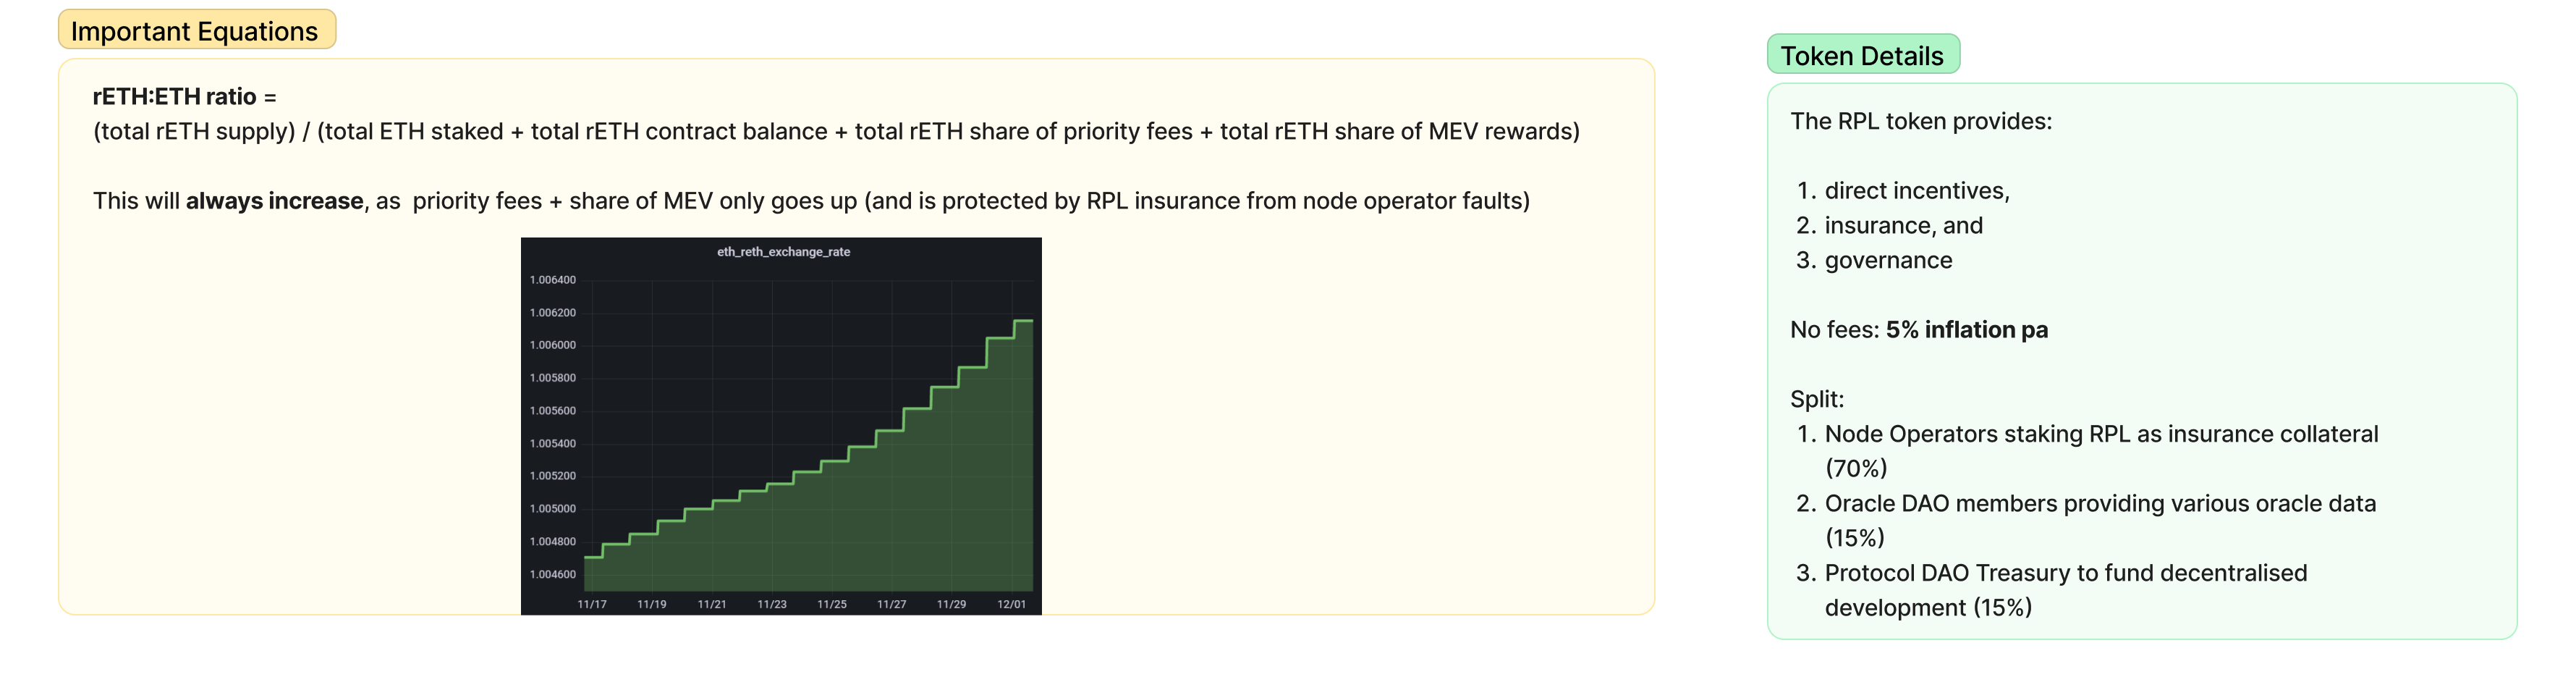 Important Equations
rETH:ETH ratio =
(total rETH supply) / (total ETH staked + total rETH contract balance + total rETH share of priority fees + total rETH share of MEV rewards)
This will always increase, as  priority fees + share of MEV only goes up (and is protected by RPL insurance from node operator faults)
eth_reth_exchange_rate
1.006400
1.006200
1.006000
1.005800
1.005600
1.005400
1.005200
1.005000
1.004800
1.004600
11/17 11/19 11/21 11/23 11/25 11/27 11/29 12/01
Token Details
The RPL token provides:
1. direct incentives,
2. insurance, and
3. governance
No fees: 5% inflation pa
Split:
1. Node Operators staking RPL as insurance collateral
(70%)
2. Oracle DAO members providing various oracle data
(15%)
3. Protocol DAO Treasury to fund decentralised
development (15%)